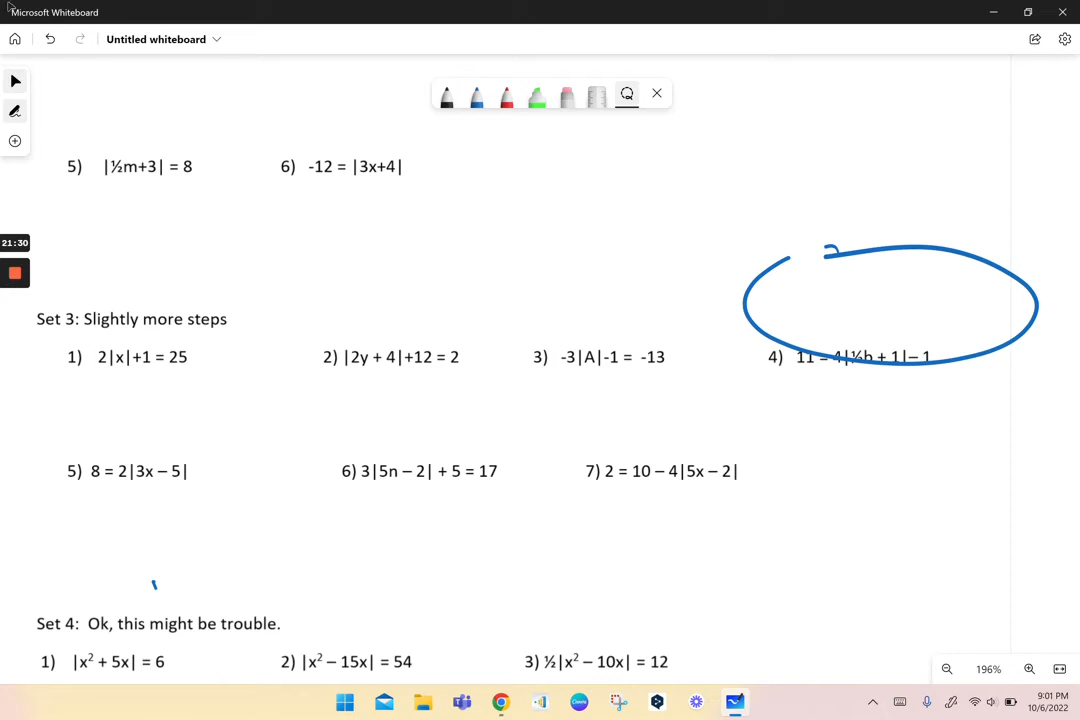 Microsoft Whiteboard
Untitled whiteboard
5) |½m+3| = 8 6) -12 = |3x+4|
21:30
Set 3: Slightly more steps
1) 2|x|+1 = 25 2) |2y + 4|+12 = 2 3) -3|A|-1 = -13 4) 11 = 4|½b + 1|– 1
5) 8 = 2|3x – 5| 6) 3|5n – 2| + 5 = 17 7) 2 = 10 – 4|5x – 2|
Set 4: Ok, this might be trouble.
1) |x² + 5x| = 6 2) |x² – 15x| = 54 3) ½|x² – 10x| = 12
196%
9:01 PM
10/6/2022